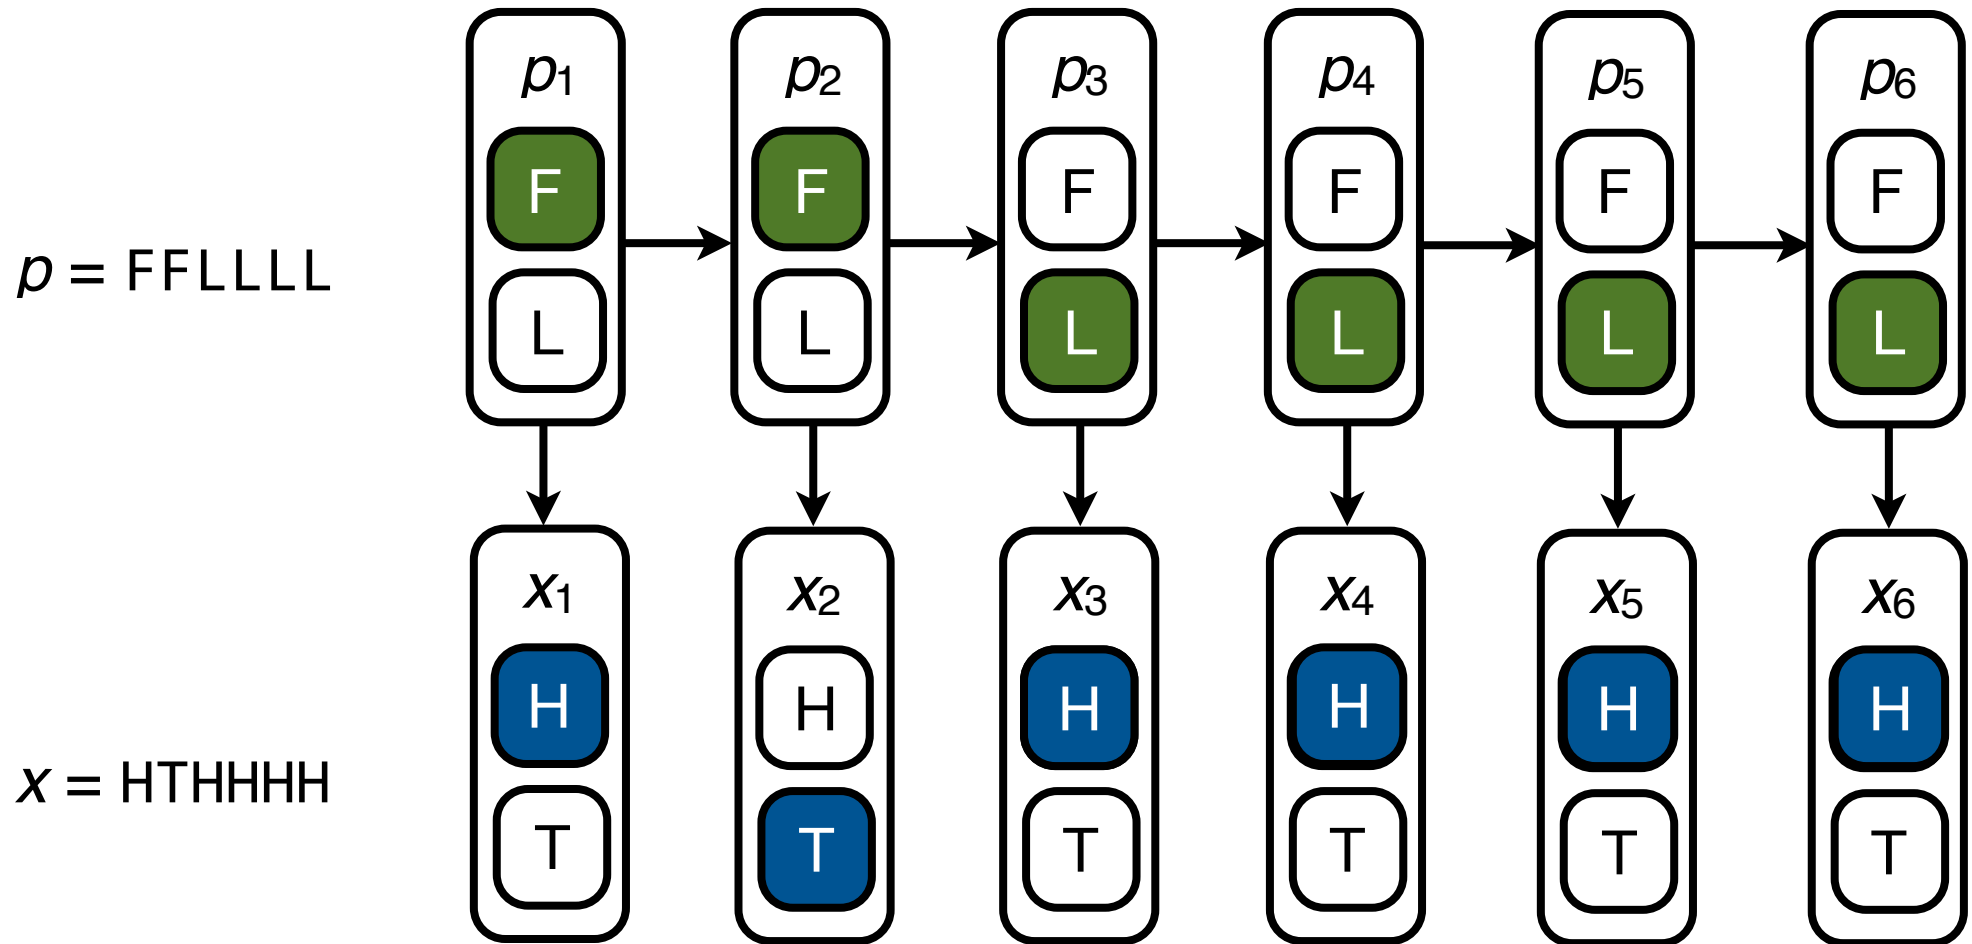 p1 p2 p3 p4 p5 p6
F F F F F F
p = FFLLLL
L L L L L L
x1 x2 x3 x4 x5 x6
H H H H H H
x = HTHHHH
T T T T T T